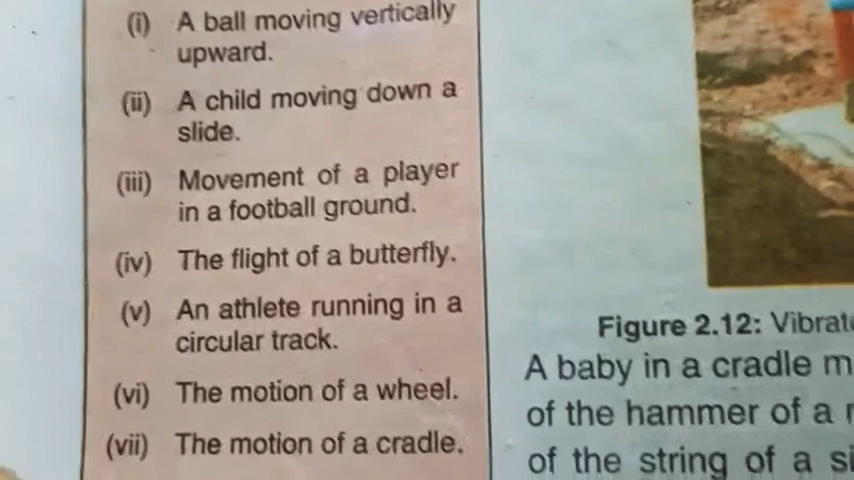 (i) A ball moving vertically
upward.
(ii) A child moving down a
slide.
(iii) Movement of a player
in a football ground.
(iv) The flight of a butterfly.
(v) An athlete running in a
circular track.
(vi) The motion of a wheel.
(vii) The motion of a cradle.
Figure 2.12:
A baby in a cradle
of the hammer of a
of the string of a